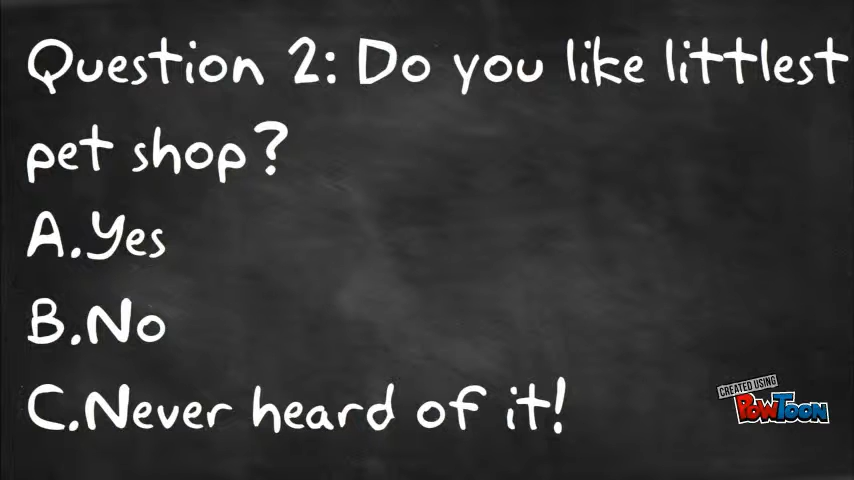 Question 2: Do you like littlest
pet shop?
A.Yes
B.No
C.Never heard of it!
CREATED USING
POWTOON